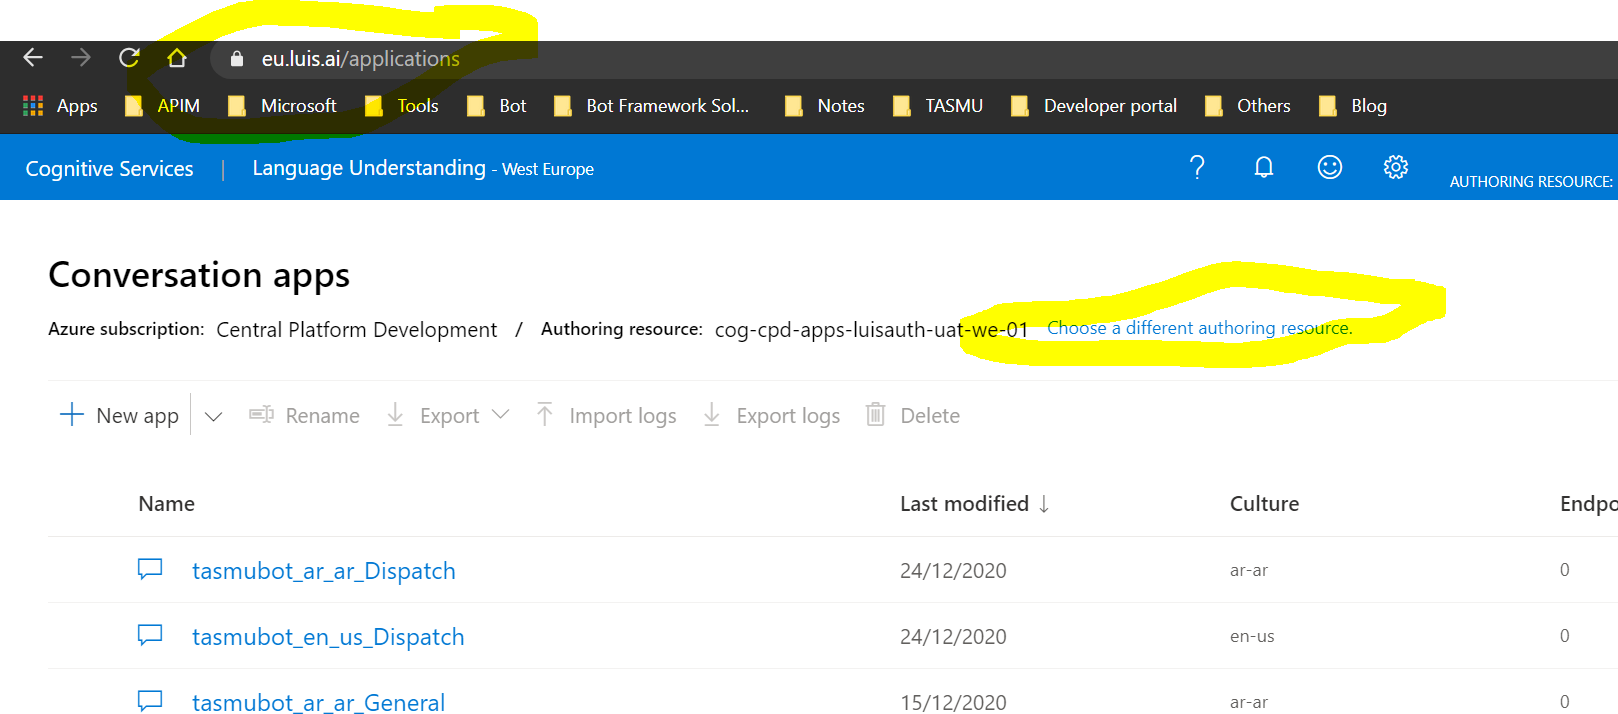 eu.luis.ai/applications
Apps APIM Microsoft Tools Bot Bot Framework Sol... Notes TASMU Developer portal Others Blog
Cognitive Services | Language Understanding - West Europe ? AUTHORING RESOURCE:
Conversation apps
Azure subscription: Central Platform Development / Authoring resource: cog-cpd-apps-luisauth-uat-we-01 Choose a different authoring resource.
New app Rename Export Import logs Export logs Delete
Name Last modified ↓ Culture Endpo
tasmubot_ar_ar_Dispatch 24/12/2020 ar-ar 0
tasmubot_en_us_Dispatch 24/12/2020 en-us 0
tasmubot_ar_ar_General 15/12/2020 ar-ar 0